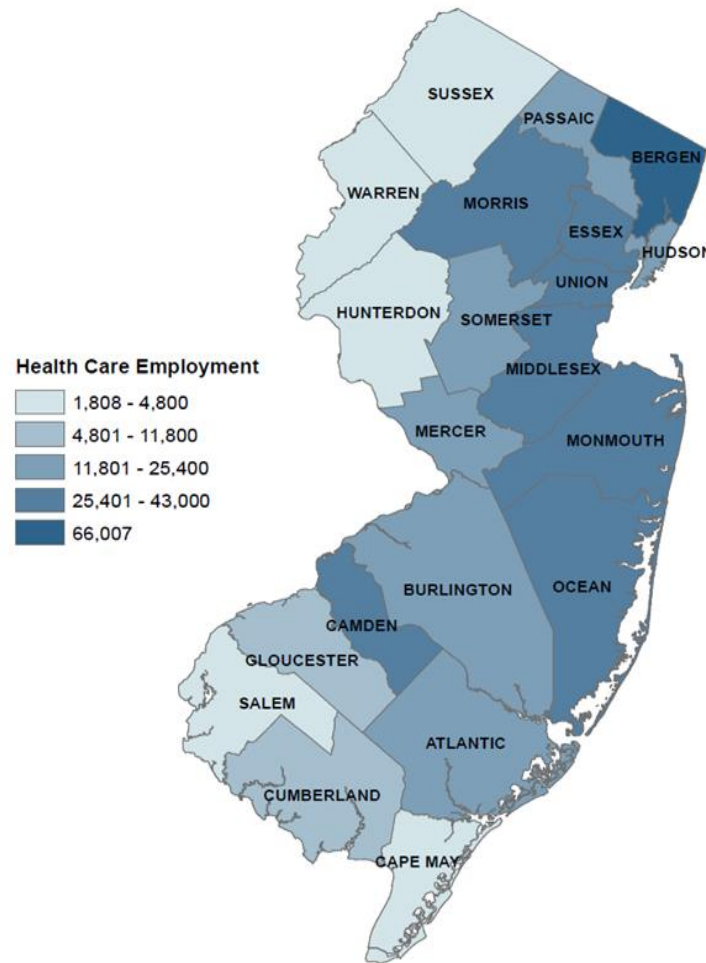 SUSSEX
PASSAIC
BERGEN
WARREN
MORRIS
ESSEX
HUDSON
UNION
HUNTERDON
SOMERSET
MIDDLESEX
MERCER
MONMOUTH
Health Care Employment
1,808 - 4,800
4,801 - 11,800
11,801 - 25,400
25,401 - 43,000
66,007
BURLINGTON
OCEAN
CAMDEN
GLOUCESTER
SALEM
ATLANTIC
CUMBERLAND
CAPE MAY